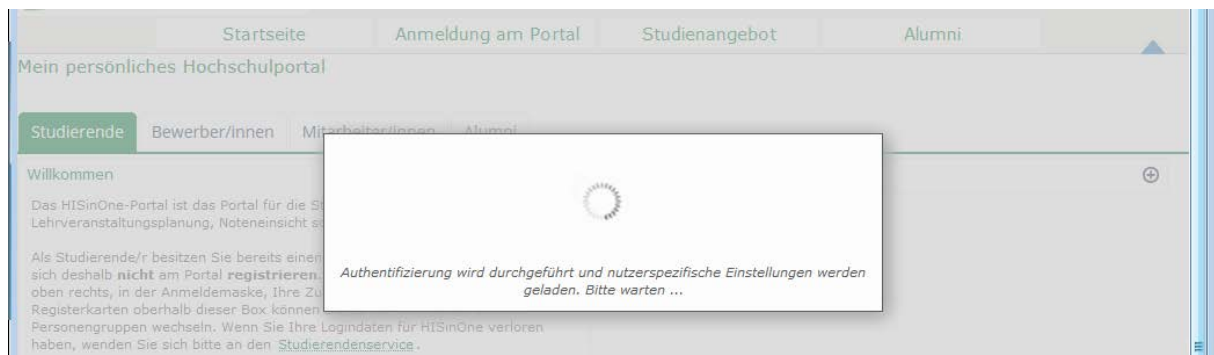 Startseite Anmeldung am Portal Studienangebot Alumni
Mein persönliches Hochschulportal
Studierende Bewerber/innen Mitarbeiter/innen Alumni
Willkommen
Das HISinOne-Portal ist das Portal für die
Lehrveranstaltungsplanung, Noteneinsicht
Als Studierende/r besitzen Sie bereits einen
sich deshalb nicht am Portal registrieren.
oben rechts, in der Anmeldemaske, Ihre
Registerkarten oberhalb dieser Box können
Personengruppen wechseln. Wenn Sie Ihre Logindaten für HISinOne verloren
haben, wenden Sie sich bitte an den Studierendenservice.
Authentifizierung wird durchgeführt und nutzerspezifische Einstellungen werden
geladen. Bitte warten ...